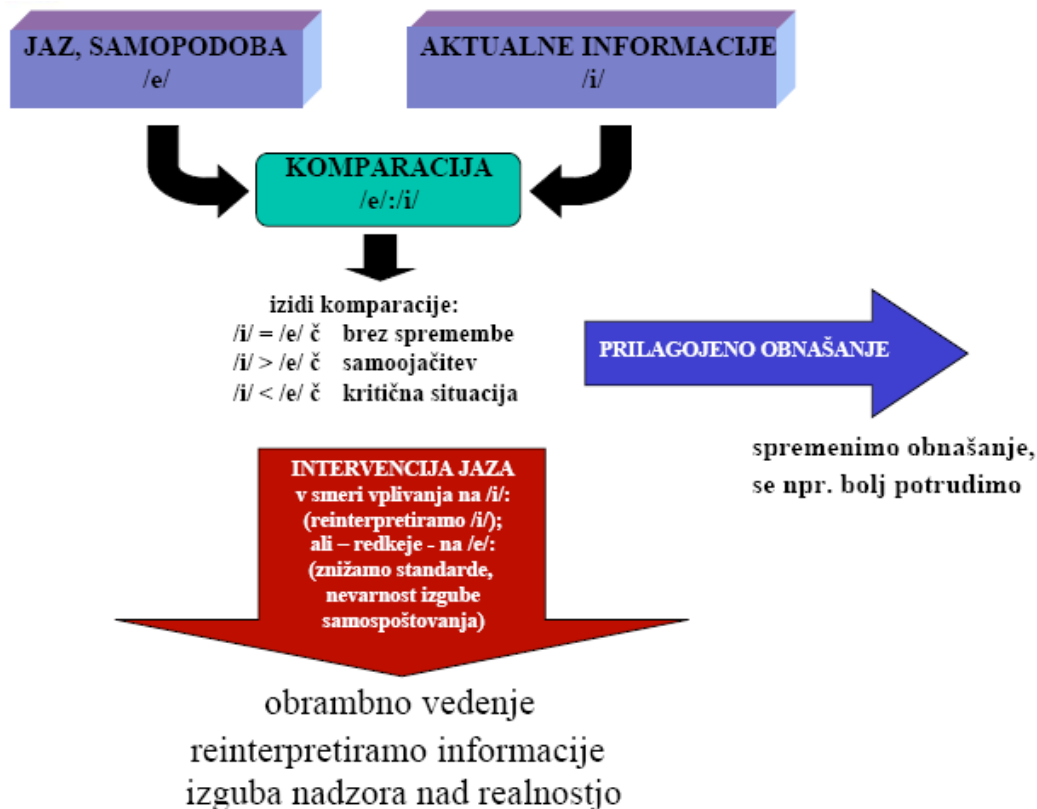 JAZ, SAMOPODOBA
/e/
AKTUALNE INFORMACIJE
/i/
KOMPARACIJA
/e/:/i/
izidi komparacije:
/i/ = /e/ č brez spremembe
/i/ > /e/ č samoojačitev
/i/ < /e/ č kritična situacija
PRILAGOJENO OBNAŠANJE
spremenimo obnašanje,
se npr. bolj potrudimo
INTERVENCIJA JAZA
v smeri vplivanja na /i/:
(reinterpretiramo /i/);
ali – redkeje - na /e/:
(znižamo standarde,
nevarnost izgube
samospoštovanja)
obrambno vedenje
reinterpretiramo informacije
izguba nadzora nad realnostjo